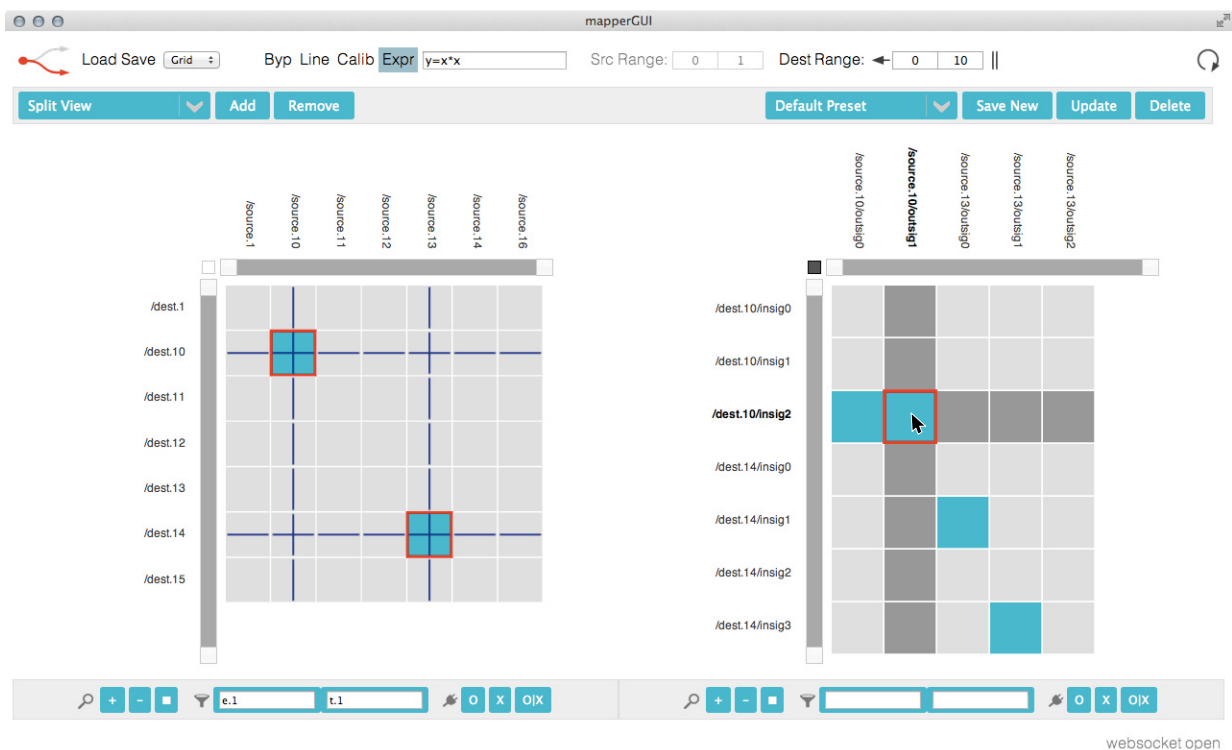 mapperGUI
Load Save Grid Byp Line Calib Expr y=x*x Src Range: 0 1 Dest Range: 0 10
Split View Add Remove Default Preset Save New Update Delete
/source.1 /source.10 /source.11 /source.12 /source.13 /source.14 /source.16
/dest.1
/dest.10
/dest.11
/dest.12
/dest.13
/dest.14
/dest.15
/source.10/outsig0 /source.10/outsig1 /source.13/outsig0 /source.13/outsig1 /source.13/outsig2
/dest.10/insig0
/dest.10/insig1
/dest.10/insig2
/dest.14/insig0
/dest.14/insig1
/dest.14/insig2
/dest.14/insig3
+ - e.1 t.1 O X O|X + - O X O|X
websocket open